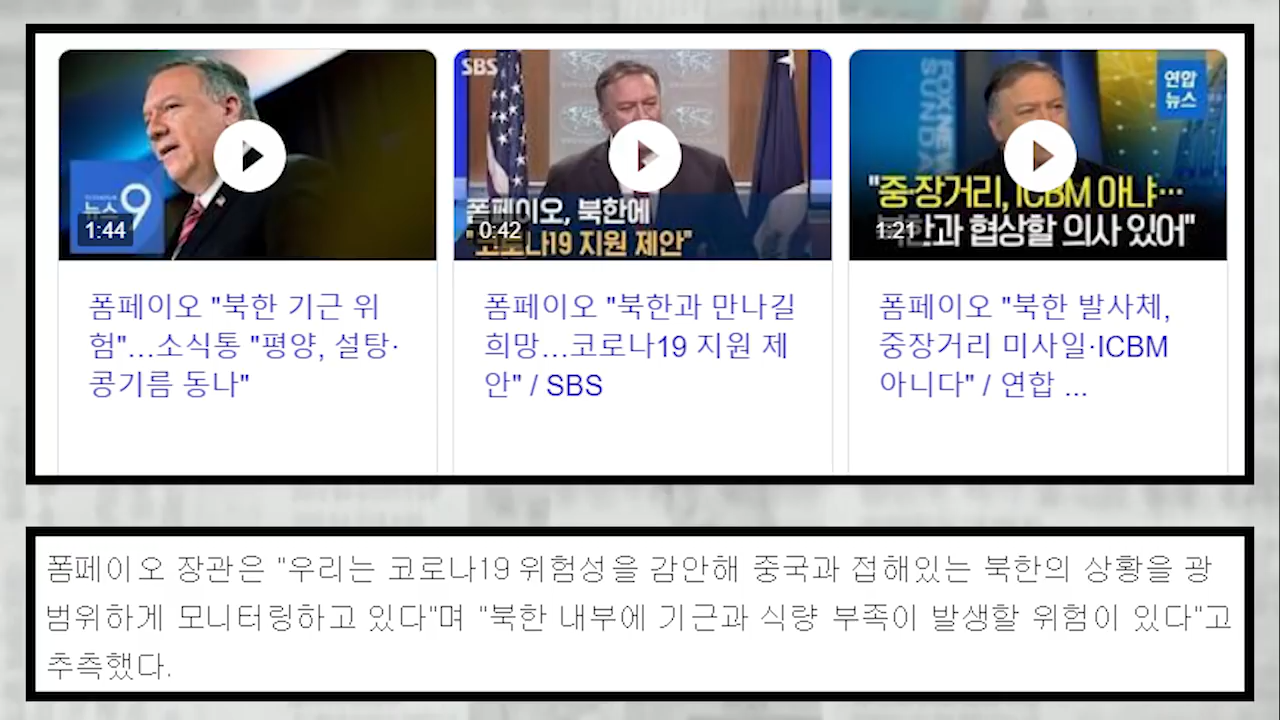 뉴스9
1:44
SBS
폼페이오, 북한에
"코로나19 지원 제안"
0:42
FOX NEWS
SUNDA
연합
뉴스
"중·장거리, ICBM 아냐…
북한과 협상할 의사 있어"
1:21
폼페이오 "북한 기근 위
험"...소식통 "평양, 설탕·
콩기름 동나"
폼페이오 "북한과 만나길
희망...코로나19 지원 제
안" / SBS
폼페이오 "북한 발사체,
중장거리 미사일·ICBM
아니다" / 연합 ...
폼페이오 장관은 "우리는 코로나19 위험성을 감안해 중국과 접해있는 북한의 상황을 광
범위하게 모니터링하고 있다"며 "북한 내부에 기근과 식량 부족이 발생할 위험이 있다"고
추측했다.